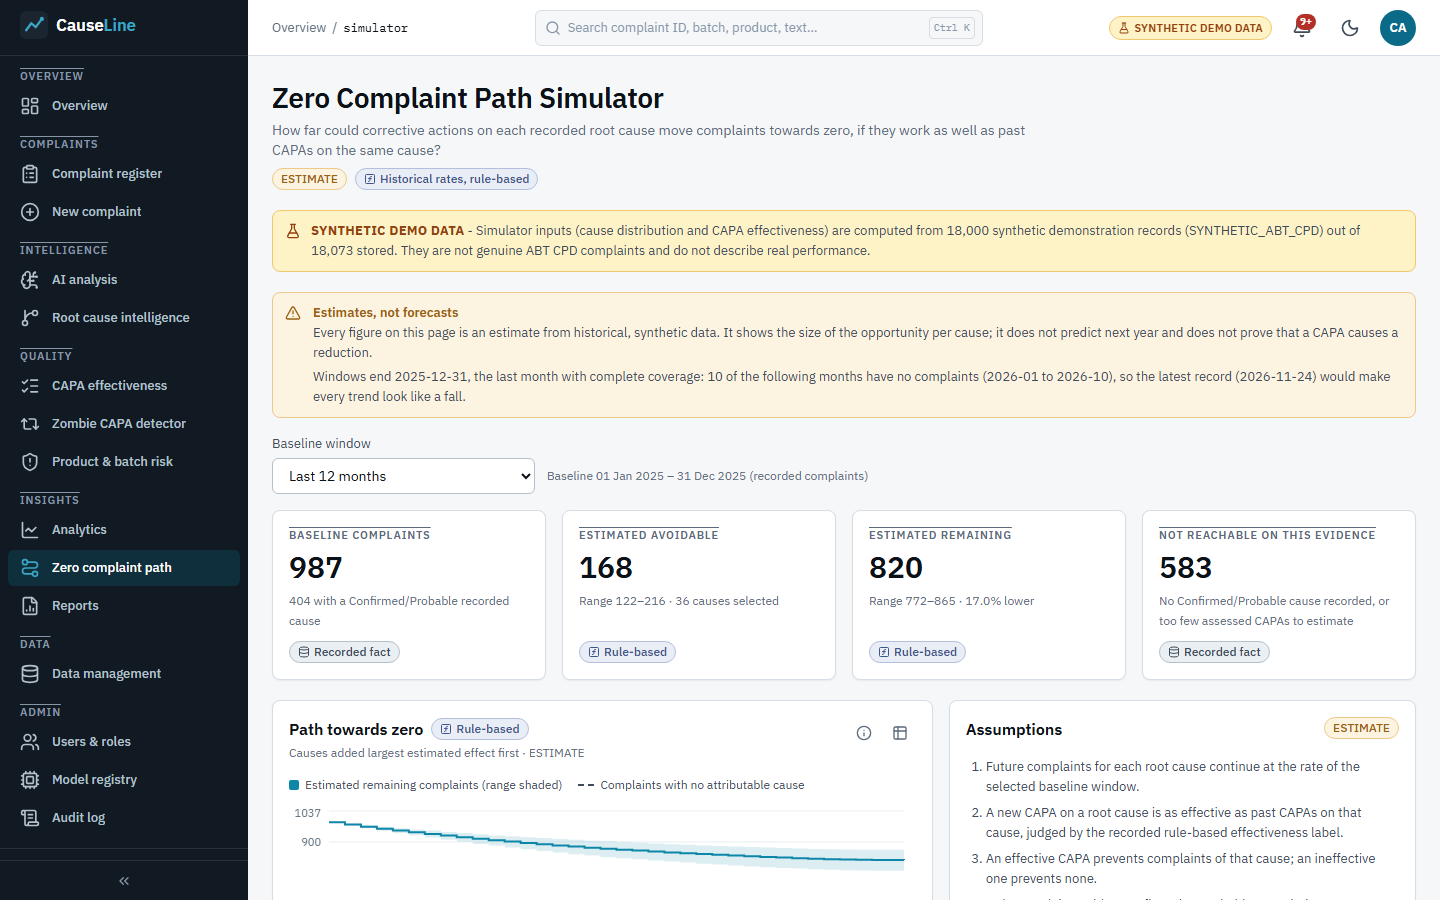 CauseLine
Overview / simulator
Search complaint ID, batch, product, text...
Ctrl K
SYNTHETIC DEMO DATA
9+
CA
OVERVIEW
Overview
COMPLAINTS
Complaint register
New complaint
INTELLIGENCE
AI analysis
Root cause intelligence
QUALITY
CAPA effectiveness
Zombie CAPA detector
Product & batch risk
INSIGHTS
Analytics
Zero complaint path
Reports
DATA
Data management
ADMIN
Users & roles
Model registry
Audit log
Zero Complaint Path Simulator
How far could corrective actions on each recorded root cause move complaints towards zero, if they work as well as past
CAPAs on the same cause?
ESTIMATE
Historical rates, rule-based
SYNTHETIC DEMO DATA - Simulator inputs (cause distribution and CAPA effectiveness) are computed from 18,000 synthetic demonstration records (SYNTHETIC_ABT_CPD) out of
18,073 stored. They are not genuine ABT CPD complaints and do not describe real performance.
Estimates, not forecasts
Every figure on this page is an estimate from historical, synthetic data. It shows the size of the opportunity per cause; it does not predict next year and does not prove that a CAPA causes a
reduction.
Windows end 2025-12-31, the last month with complete coverage: 10 of the following months have no complaints (2026-01 to 2026-10), so the latest record (2026-11-24) would make
every trend look like a fall.
Baseline window
Last 12 months
Baseline 01 Jan 2025 – 31 Dec 2025 (recorded complaints)
BASELINE COMPLAINTS
987
404 with a Confirmed/Probable recorded
cause
Recorded fact
ESTIMATED AVOIDABLE
168
Range 122–216 · 36 causes selected
Rule-based
ESTIMATED REMAINING
820
Range 772–865 · 17.0% lower
Rule-based
NOT REACHABLE ON THIS EVIDENCE
583
No Confirmed/Probable cause recorded, or
too few assessed CAPAs to estimate
Recorded fact
Path towards zero
Rule-based
Causes added largest estimated effect first · ESTIMATE
Estimated remaining complaints (range shaded)
Complaints with no attributable cause
1037
900
Assumptions
ESTIMATE
1. Future complaints for each root cause continue at the rate of the
selected baseline window.
2. A new CAPA on a root cause is as effective as past CAPAs on that
cause, judged by the recorded rule-based effectiveness label.
3. An effective CAPA prevents complaints of that cause; an ineffective
one prevents none.